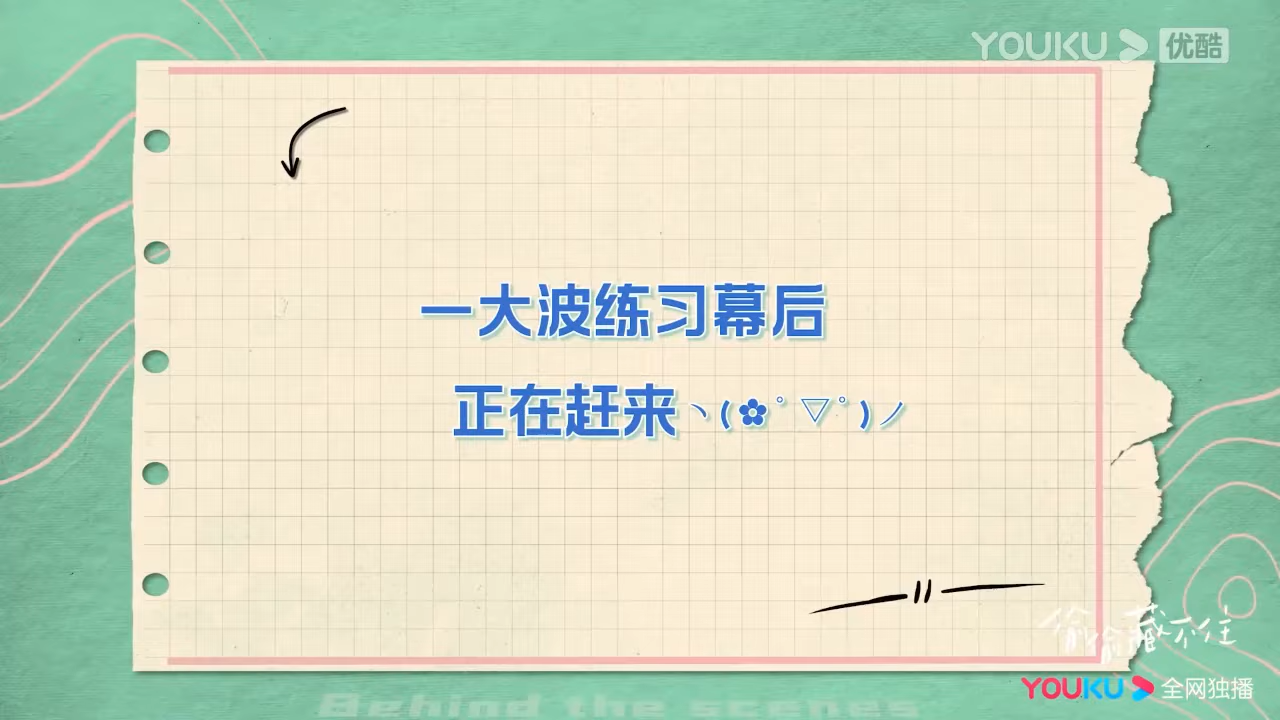 YOUKU 优酷
一大波练习幕后
正在赶来ヽ(✿ﾟ▽ﾟ)ノ
偷偷藏不住
YOUKU 全网独播
Behind the scenes